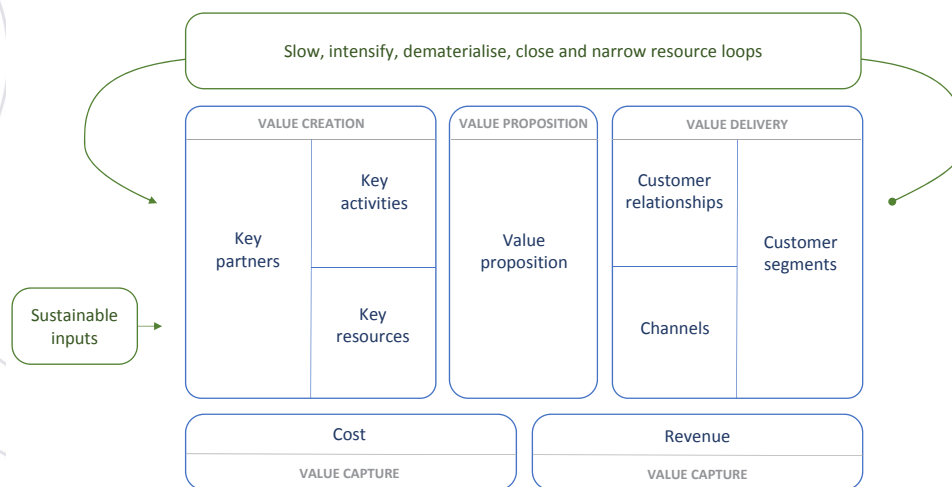 Slow, intensify, dematerialise, close and narrow resource loops
VALUE CREATION
Key
partners
Key
activities
Key
resources
VALUE PROPOSITION
Value
proposition
VALUE DELIVERY
Customer
relationships
Channels
Customer
segments
Sustainable
inputs
Cost
VALUE CAPTURE
Revenue
VALUE CAPTURE